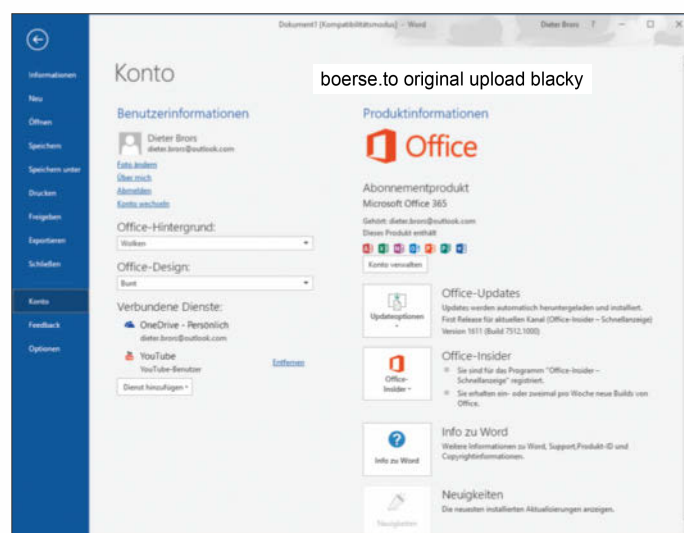 Dokument1 [Kompatibilitätsmodus] - Word
Dieter Brors ?
Informationen
Neu
Öffnen
Speichern
Speichern unter
Drucken
Freigeben
Exportieren
Schließen
Konto
Feedback
Optionen
Konto
boerse.to original upload blacky
Benutzerinformationen
Dieter Brors
dieter.brors@outlook.com
Foto ändern
Über mich
Abmelden
Konto wechseln
Office-Hintergrund:
Wolken
Office-Design:
Bunt
Verbundene Dienste:
OneDrive - Persönlich
dieter.brors@outlook.com
YouTube
YouTube-Benutzer
Entfernen
Dienst hinzufügen
Produktinformationen
Office
Abonnementprodukt
Microsoft Office 365
Gehört: dieter.brors@outlook.com
Dieses Produkt enthält
Konto verwalten
Updateoptionen
Office-Updates
Updates werden automatisch heruntergeladen und installiert.
First Release für aktuellen Kanal (Office-Insider – Schnellanzeige)
Version 1611 (Build 7512.1000)
Office-
Insider
Office-Insider
Sie sind für das Programm "Office-Insider –
Schnellanzeige" registriert.
Sie erhalten ein- oder zweimal pro Woche neue Builds von
Office.
Info zu Word
Info zu Word
Weitere Informationen zu Word, Support,Produkt-ID und
Copyrightinformationen.
Neuigkeiten
Neuigkeiten
Die neuesten installierten Aktualisierungen anzeigen.